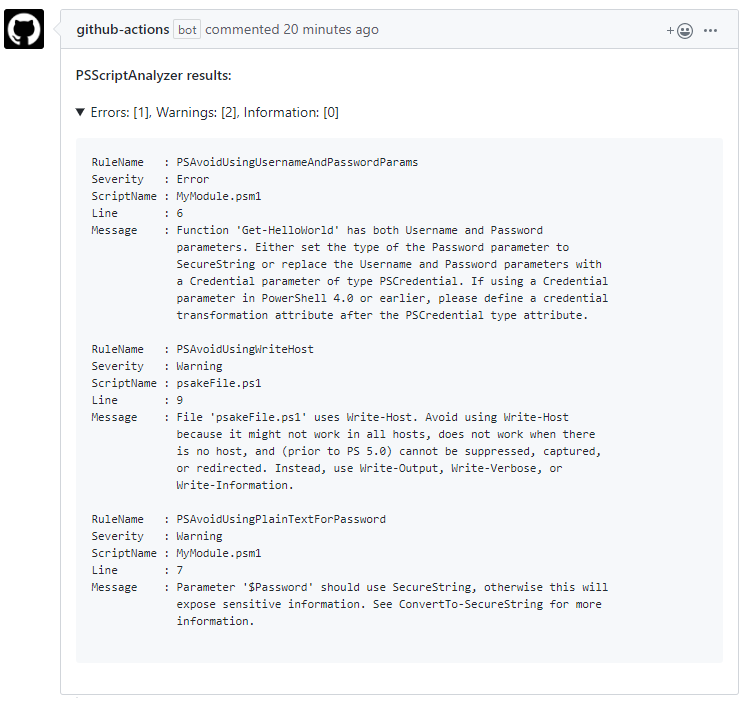 github-actions bot commented 20 minutes ago
PSScriptAnalyzer results:
▼ Errors: [1], Warnings: [2], Information: [0]
RuleName   : PSAvoidUsingUsernameAndPasswordParams
Severity   : Error
ScriptName : MyModule.psm1
Line       : 6
Message    : Function 'Get-HelloWorld' has both Username and Password
             parameters. Either set the type of the Password parameter to
             SecureString or replace the Username and Password parameters with
             a Credential parameter of type PSCredential. If using a Credential
             parameter in PowerShell 4.0 or earlier, please define a credential
             transformation attribute after the PSCredential type attribute.
RuleName   : PSAvoidUsingWriteHost
Severity   : Warning
ScriptName : psakeFile.ps1
Line       : 9
Message    : File 'psakeFile.ps1' uses Write-Host. Avoid using Write-Host
             because it might not work in all hosts, does not work when there
             is no host, and (prior to PS 5.0) cannot be suppressed, captured,
             or redirected. Instead, use Write-Output, Write-Verbose, or
             Write-Information.
RuleName   : PSAvoidUsingPlainTextForPassword
Severity   : Warning
ScriptName : MyModule.psm1
Line       : 7
Message    : Parameter '$Password' should use SecureString, otherwise this will
             expose sensitive information. See ConvertTo-SecureString for more
             information.